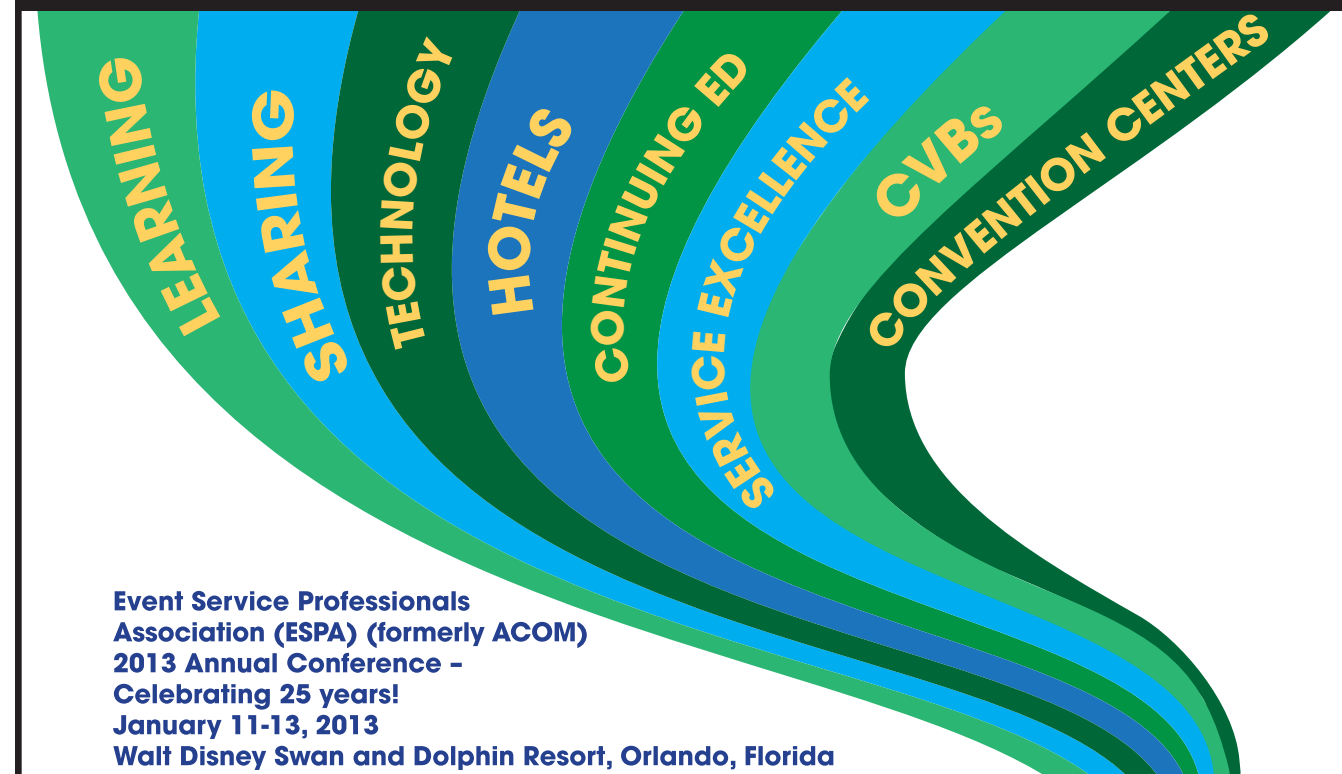 LEARNING
SHARING
TECHNOLOGY
HOTELS
CONTINUING ED
SERVICE EXCELLENCE
CVBs
CONVENTION CENTERS
Event Service Professionals
Association (ESPA) (formerly ACOM)
2013 Annual Conference –
Celebrating 25 years!
January 11-13, 2013
Walt Disney Swan and Dolphin Resort, Orlando, Florida